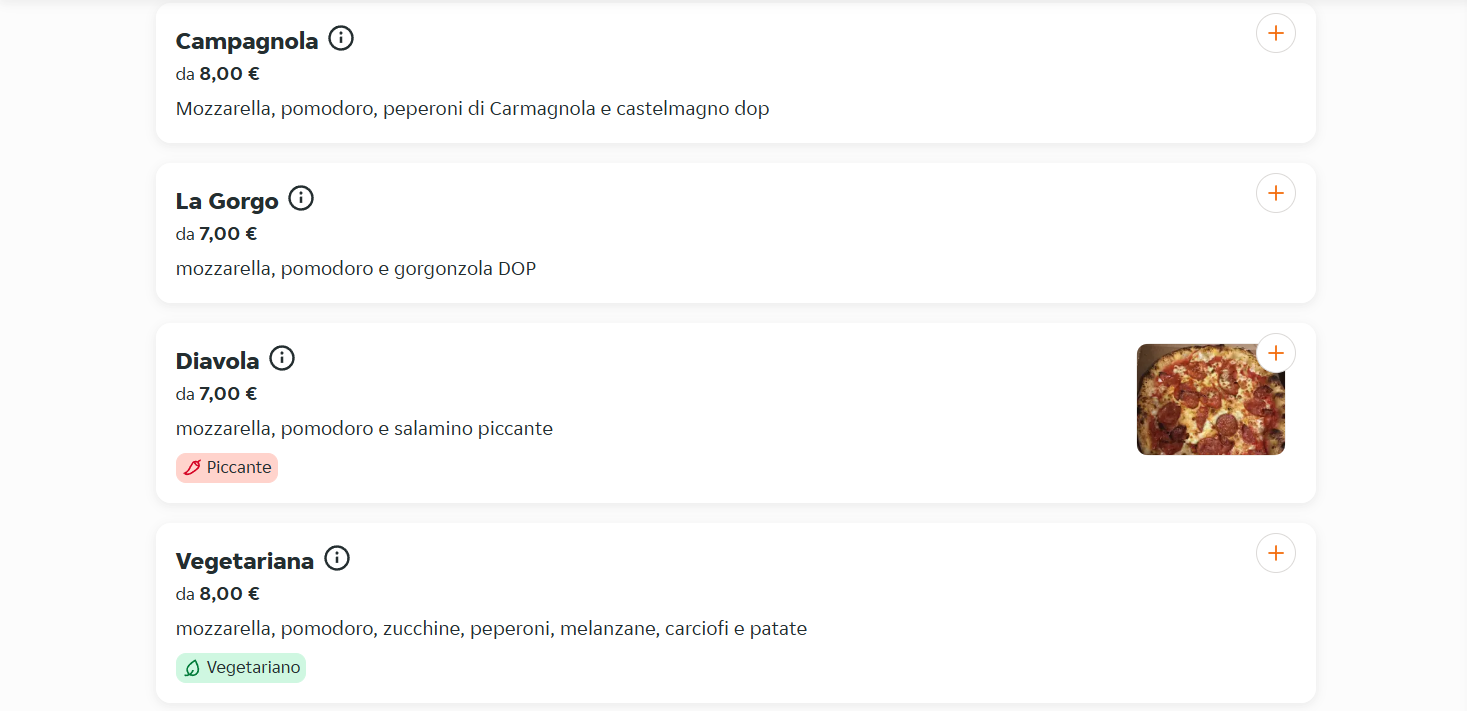 Campagnola
da 8,00 €
Mozzarella, pomodoro, peperoni di Carmagnola e castelmagno dop
La Gorgo
da 7,00 €
mozzarella, pomodoro e gorgonzola DOP
Diavola
da 7,00 €
mozzarella, pomodoro e salamino piccante
Piccante
Vegetariana
da 8,00 €
mozzarella, pomodoro, zucchine, peperoni, melanzane, carciofi e patate
Vegetariano